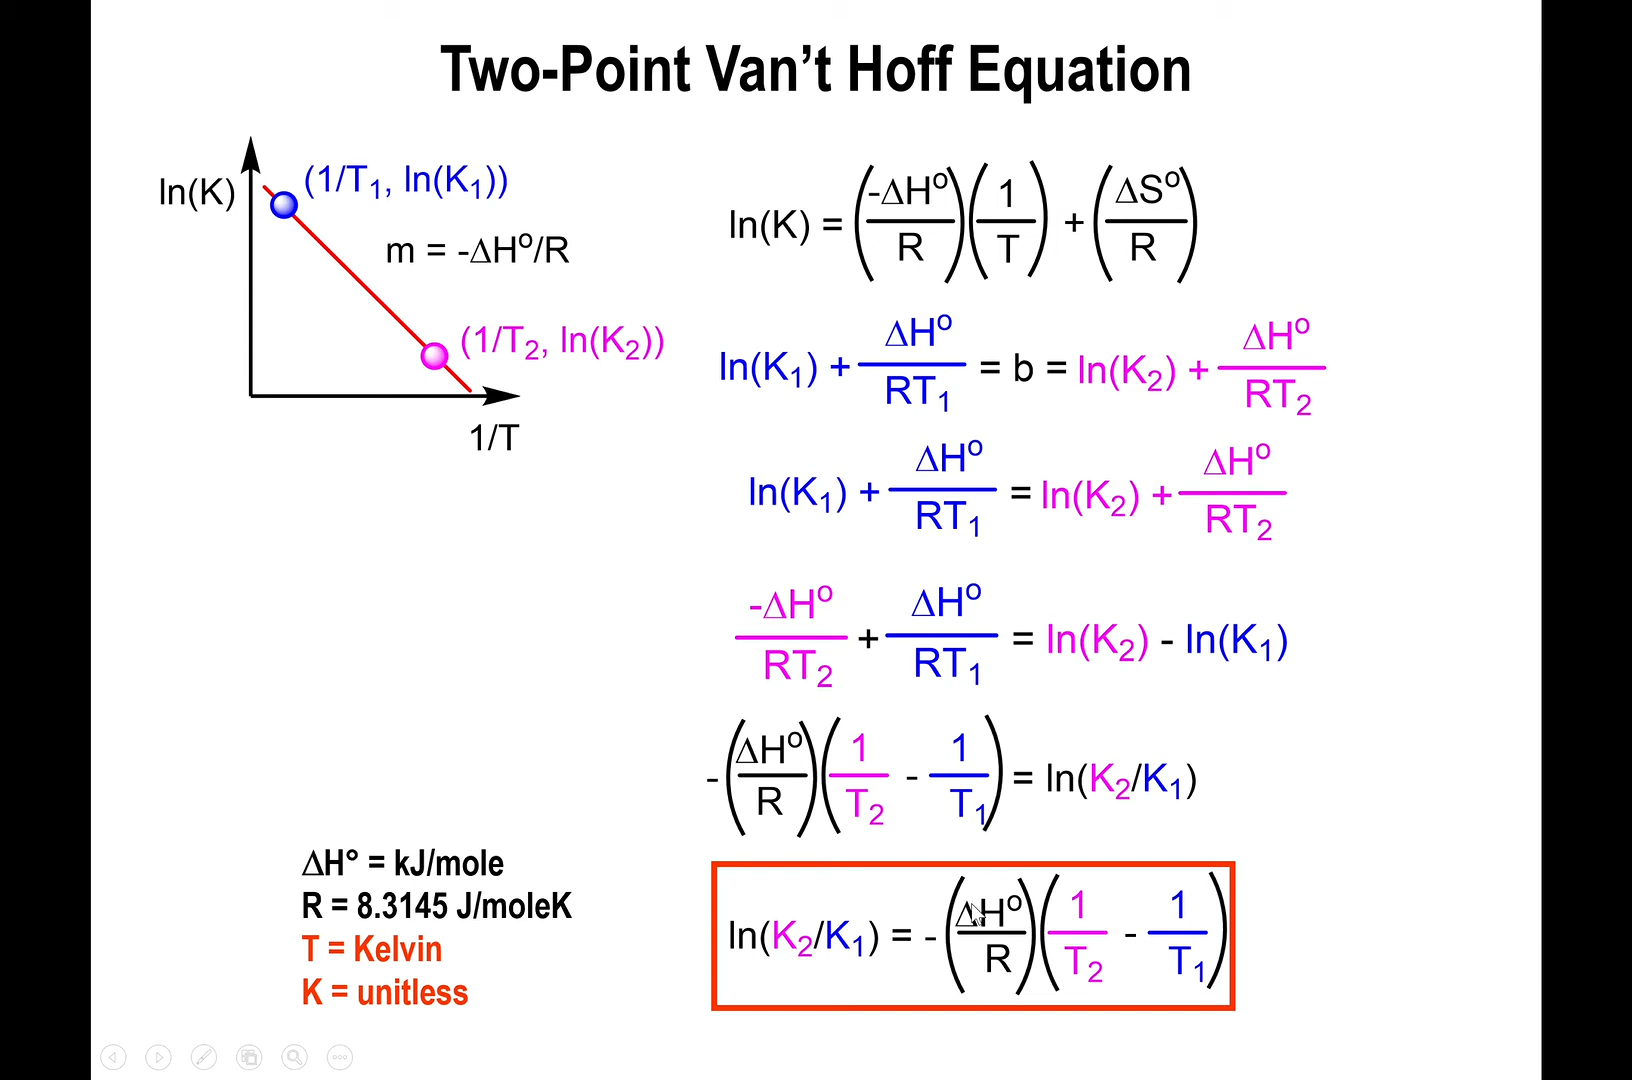 Two-Point Van't Hoff Equation
ln(K)
(1/T₁, ln(K₁))
m = -ΔHº/R
(1/T₂, ln(K₂))
1/T
ln(K) = (-ΔHº/R)(1/T) + (ΔSº/R)
ln(K₁) + ΔHº/RT₁ = b = ln(K₂) + ΔHº/RT₂
ln(K₁) + ΔHº/RT₁ = ln(K₂) + ΔHº/RT₂
-ΔHº/RT₂ + ΔHº/RT₁ = ln(K₂) - ln(K₁)
-(ΔHº/R)(1/T₂ - 1/T₁) = ln(K₂/K₁)
ΔH° = kJ/mole
R = 8.3145 J/moleK
T = Kelvin
K = unitless
ln(K₂/K₁) = -(ΔHº/R)(1/T₂ - 1/T₁)